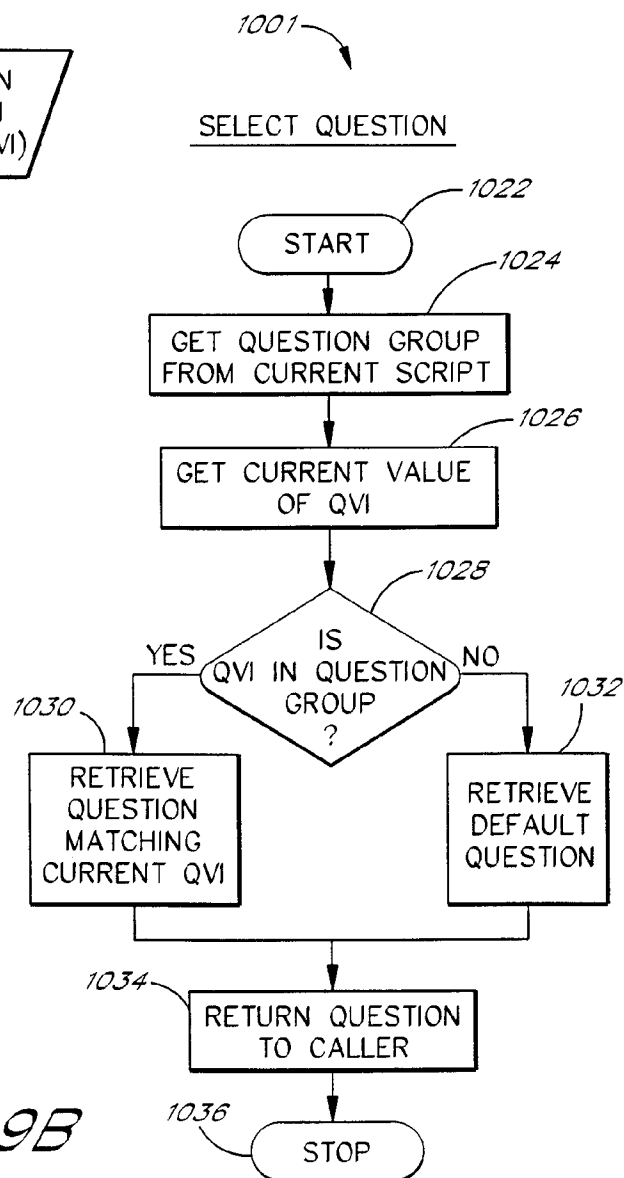 1001
N
VI)
SELECT QUESTION
1022
START
1024
GET QUESTION GROUP
FROM CURRENT SCRIPT
1026
GET CURRENT VALUE
OF QVI
1028
IS
QVI IN QUESTION
GROUP
?
YES
NO
1030
RETRIEVE
QUESTION
MATCHING
CURRENT QVI
1032
RETRIEVE
DEFAULT
QUESTION
1034
RETURN QUESTION
TO CALLER
1036
STOP
9B